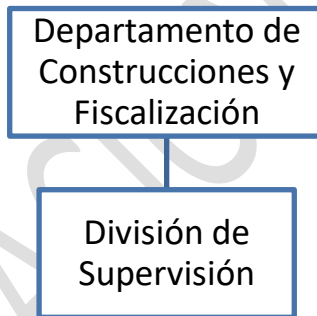 Departamento de
Construcciones y
Fiscalización
División de
Supervisión